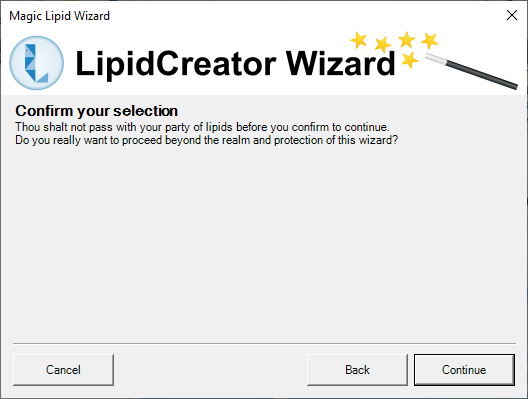 Magic Lipid Wizard
LipidCreator Wizard
Confirm your selection
Thou shalt not pass with your party of lipids before you confirm to continue.
Do you really want to proceed beyond the realm and protection of this wizard?
Cancel
Back
Continue